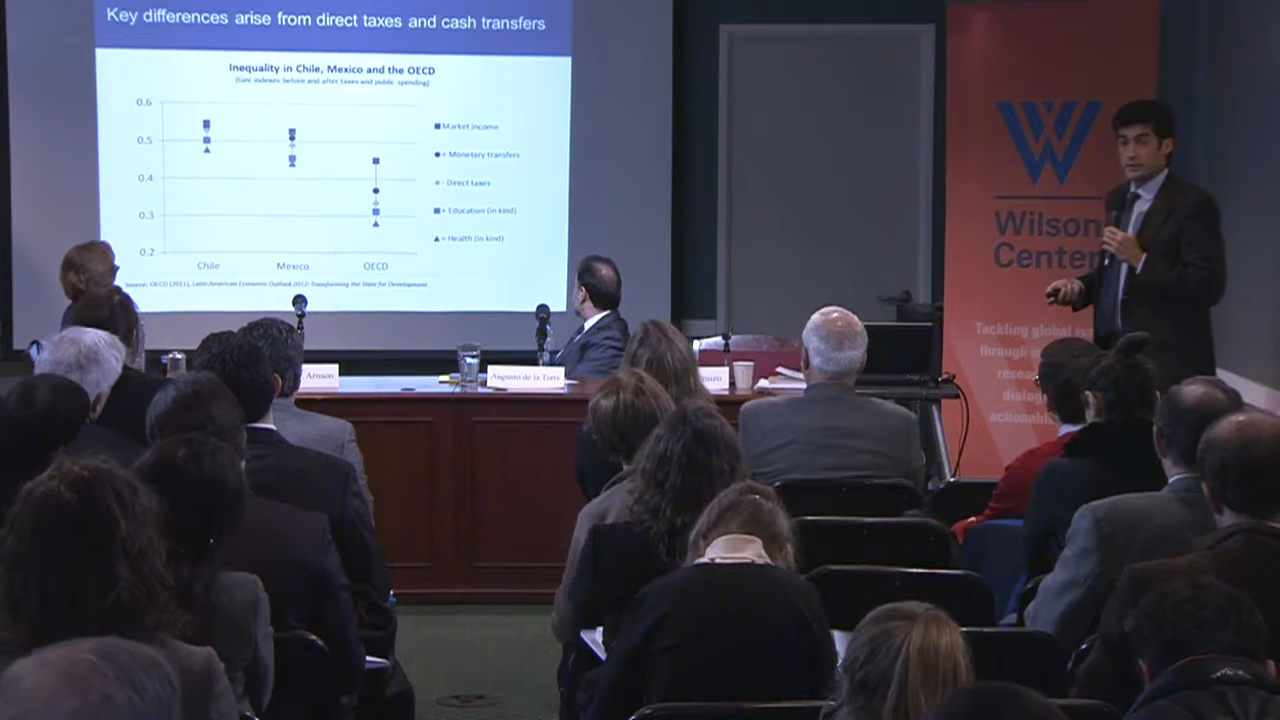 Key differences arise from direct taxes and cash transfers
Inequality in Chile, Mexico and the OECD
(Gini indexes before and after taxes and public spending)
0.6
0.5
0.4
0.3
0.2
Chile
Mexico
OECD
Market income
+ Monetary transfers
- Direct taxes
+ Education (in kind)
+ Health (in kind)
Source: OECD (2011), Latin American Economic Outlook 2012: Transforming the State for Development.
Arnson
Augusto de la Torre
W
Wilson
Center
Tackling global
through
dialog
actionable